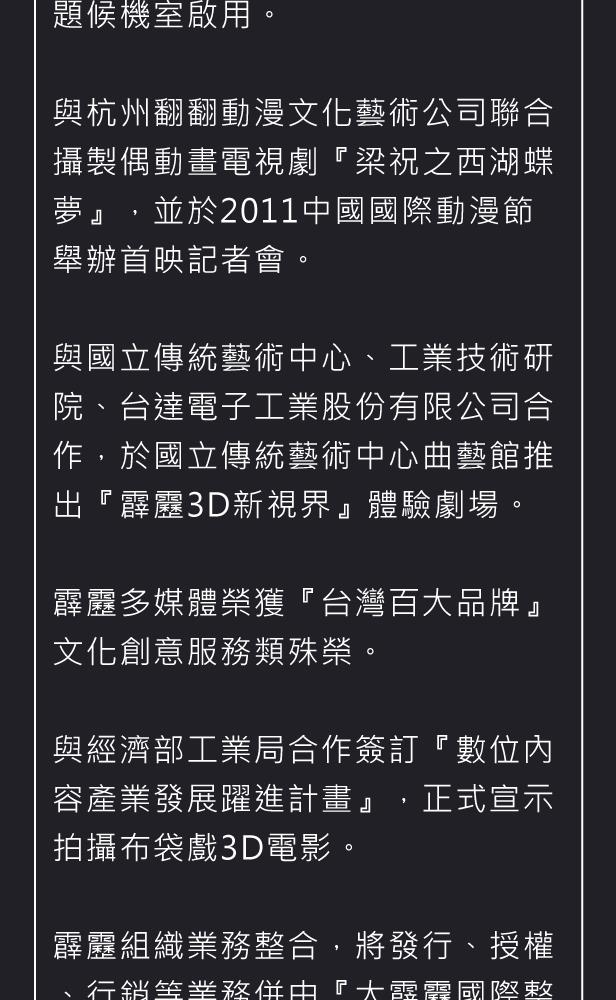 題候機室啟用。
與杭州翻翻動漫文化藝術公司聯合
攝製偶動畫電視劇『梁祝之西湖蝶
夢』，並於2011中國國際動漫節
舉辦首映記者會。
與國立傳統藝術中心、工業技術研
院、台達電子工業股份有限公司合
作，於國立傳統藝術中心曲藝館推
出『霹靂3D新視界』體驗劇場。
霹靂多媒體榮獲『台灣百大品牌』
文化創意服務類殊榮。
與經濟部工業局合作簽訂『數位內
容產業發展躍進計畫』，正式宣示
拍攝布袋戲3D電影。
霹靂組織業務整合，將發行、授權
、行銷等業務併由『大霹靂國際整